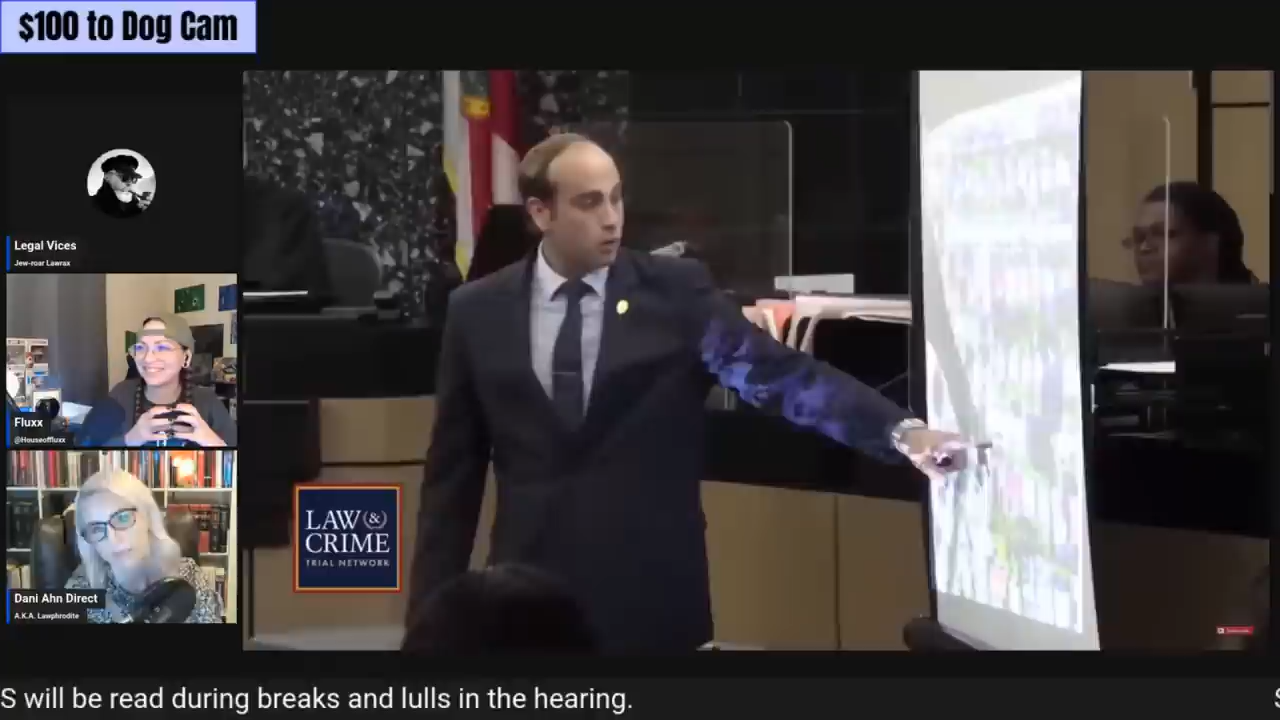 $100 to Dog Cam
Legal Vices
Jew-roar Lawrax
Fluxx
@Houseoffluxx
Dani Ahn Direct
A.K.A. Lawphrodite
LAW &
CRIME
TRIAL NETWORK
S will be read during breaks and lulls in the hearing.